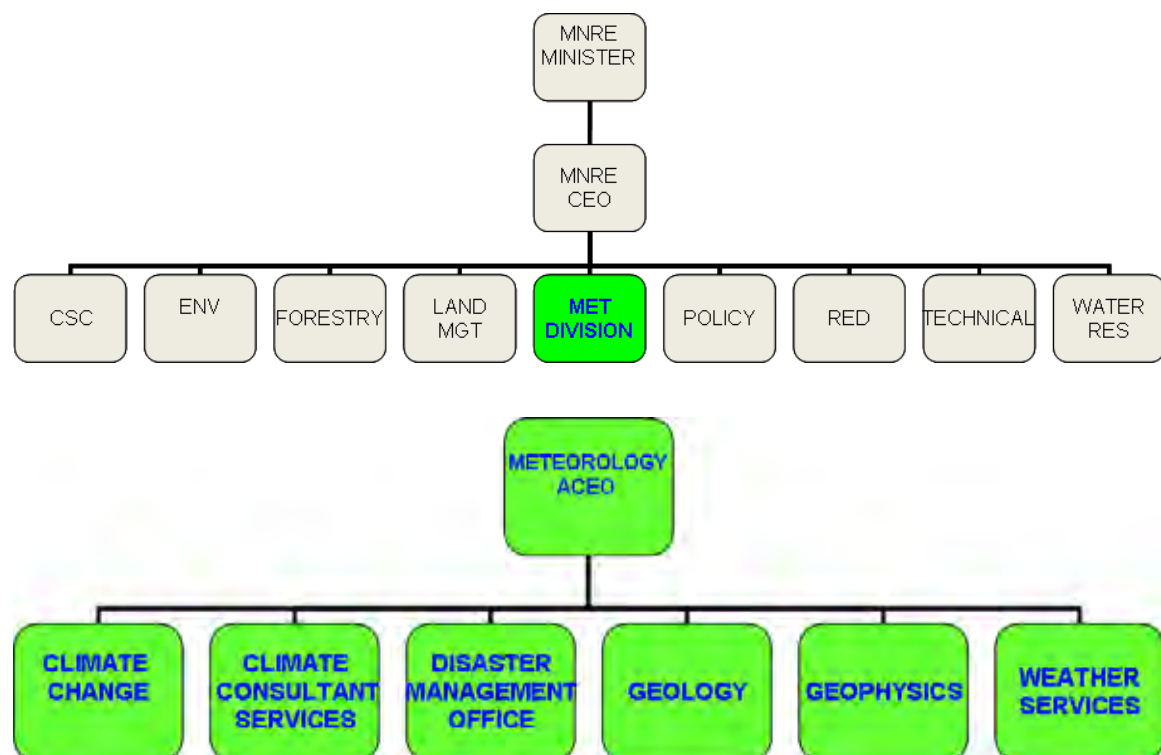 MNRE
MINISTER
MNRE
CEO
CSC
ENV
FORESTRY
LAND
MGT
MET
DIVISION
POLICY
RED
TECHNICAL
WATER
RES
METEOROLOGY
ACEO
CLIMATE
CHANGE
CLIMATE
CONSULTANT
SERVICES
DISASTER
MANAGEMENT
OFFICE
GEOLOGY
GEOPHYSICS
WEATHER
SERVICES